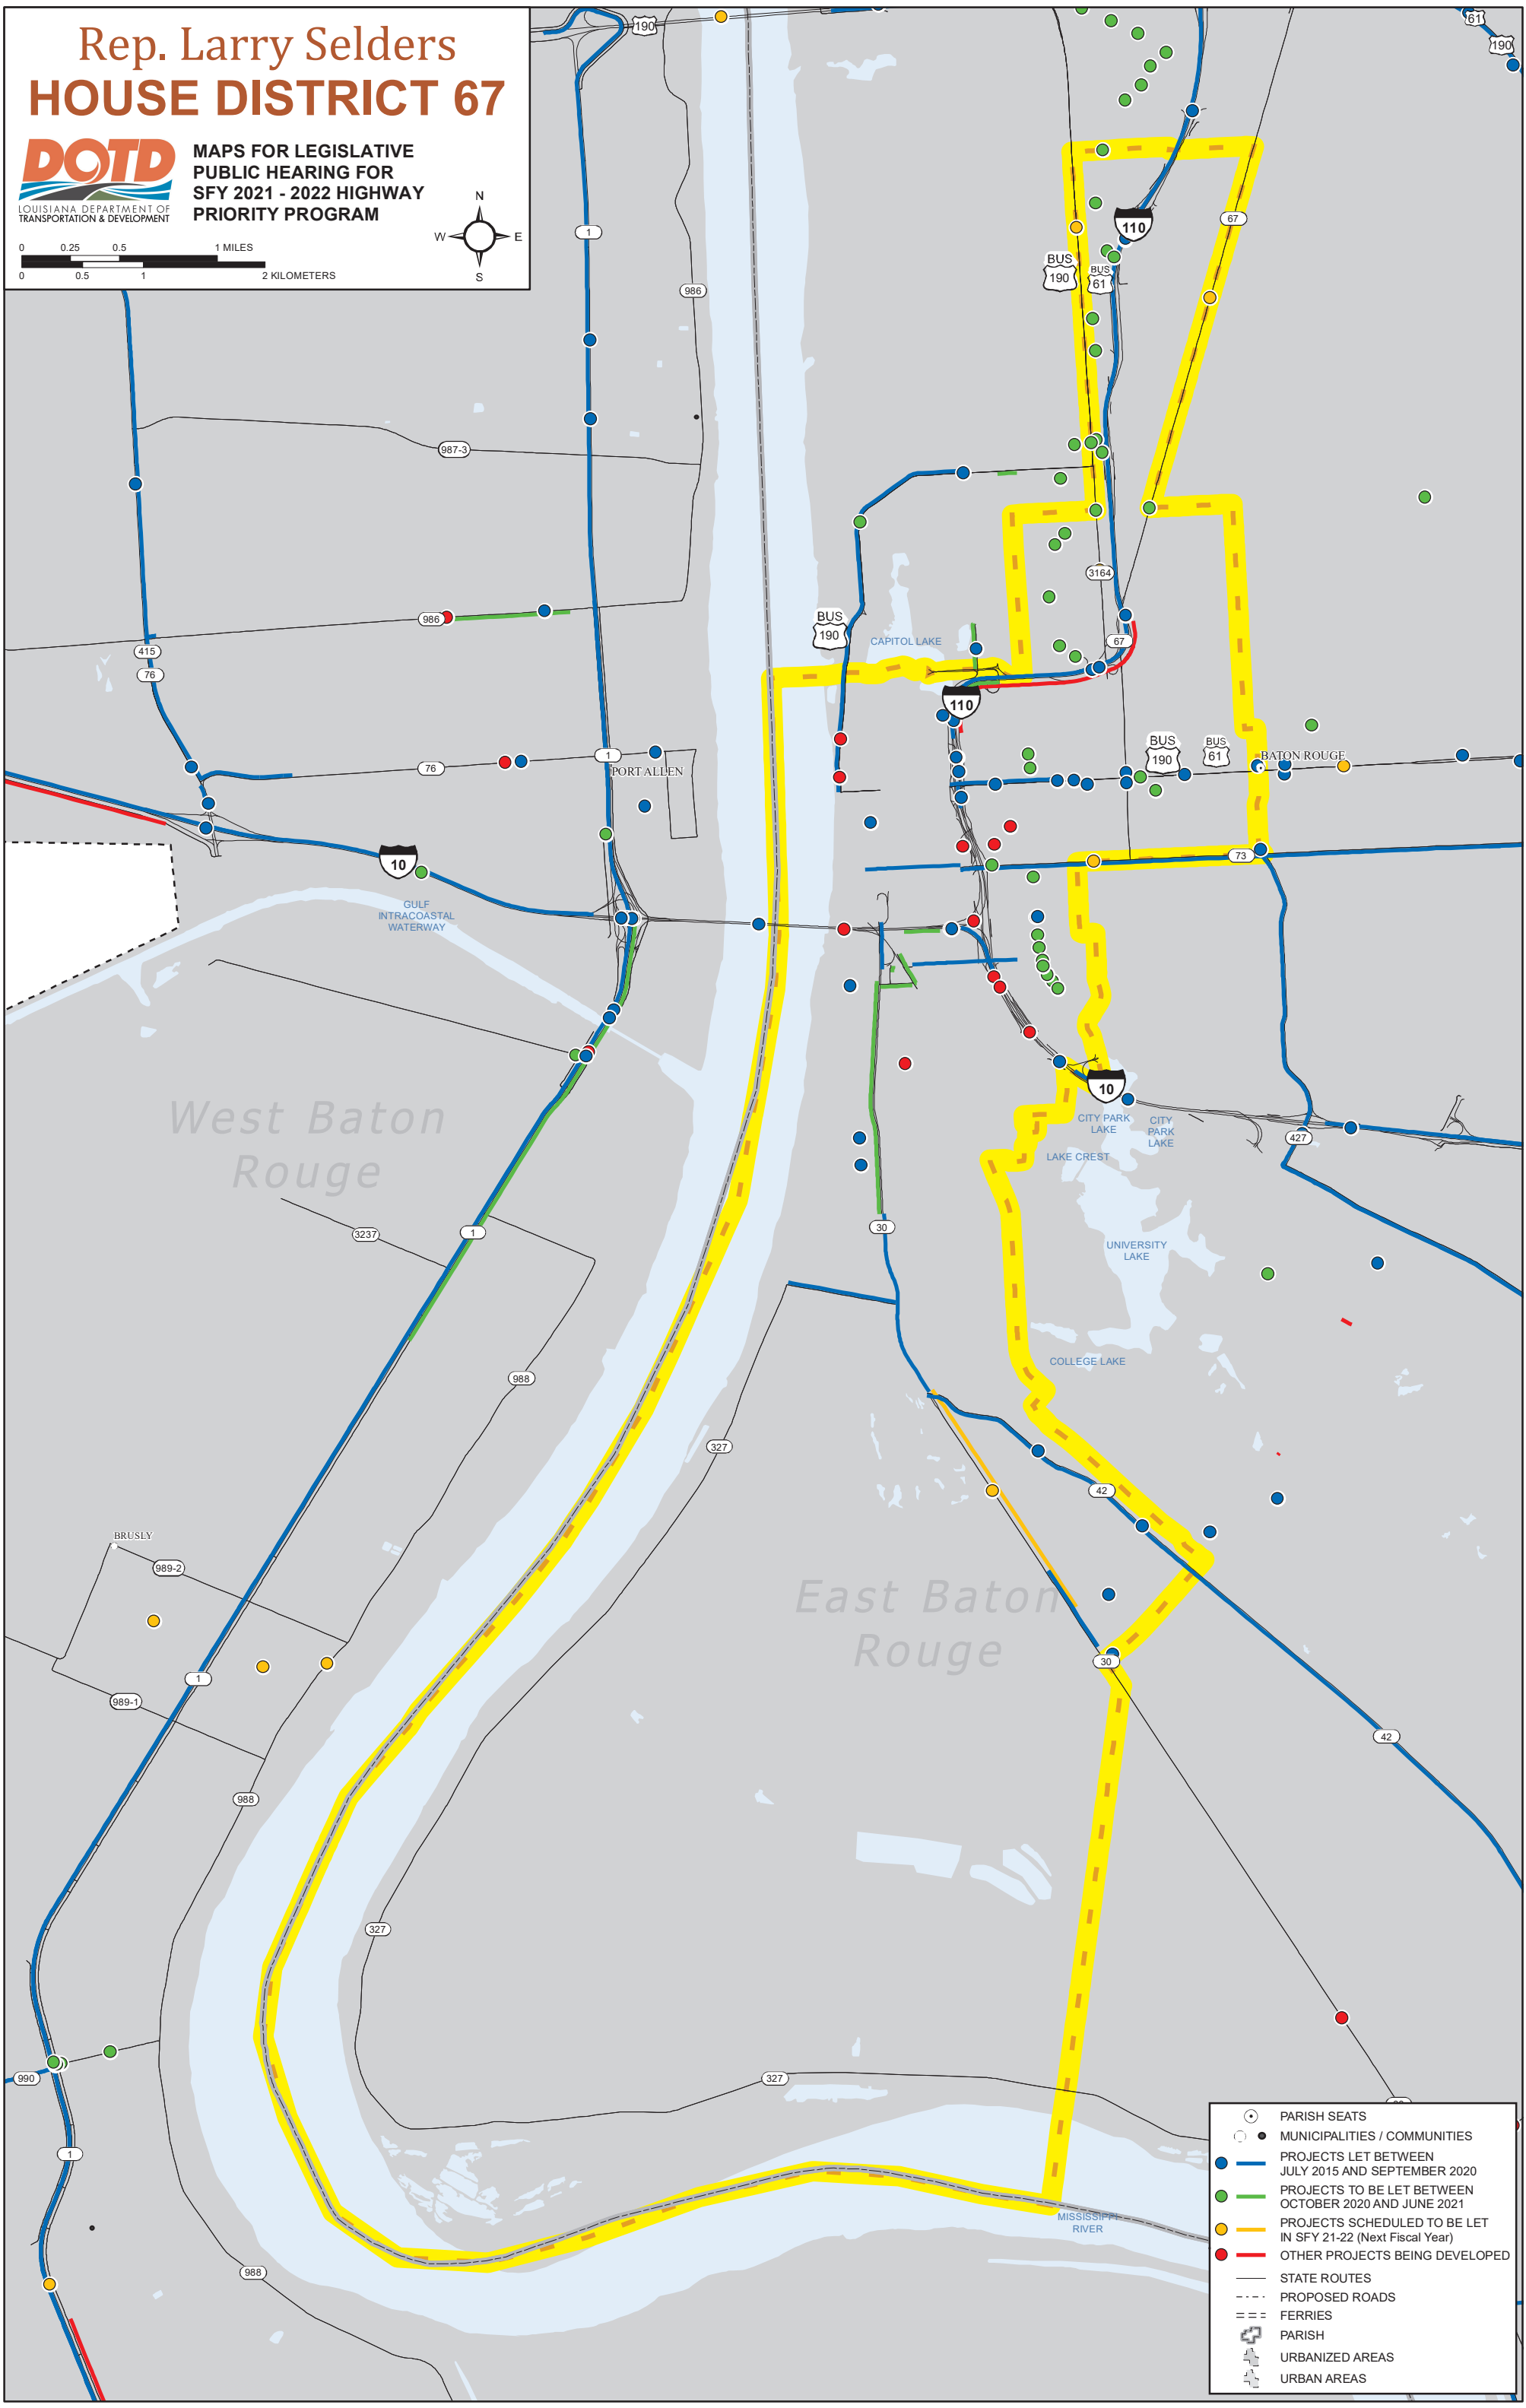 Rep. Larry Selders
HOUSE DISTRICT 67
DOTD
LOUISIANA DEPARTMENT OF
TRANSPORTATION & DEVELOPMENT
MAPS FOR LEGISLATIVE
PUBLIC HEARING FOR
SFY 2021 - 2022 HIGHWAY
PRIORITY PROGRAM
N
W E
S
0 0.25 0.5 1 MILES
0 0.5 1 2 KILOMETERS
190
61
190
1
986
67
110
BUS
190
BUS
61
987-3
3164
986
BUS
190
CAPITOL LAKE
67
415
76
110
1
76
PORT ALLEN
BUS
190
BUS
61
BATON ROUGE
10
73
GULF
INTRACOASTAL
WATERWAY
10
CITY PARK
LAKE
CITY
PARK
LAKE
427
LAKE CREST
West Baton
Rouge
3237
1
30
UNIVERSITY
LAKE
COLLEGE LAKE
988
327
42
BRUSLY
989-2
East Baton
Rouge
30
1
989-1
42
988
327
327
990
1
MISSISSIPPI
RIVER
988
PARISH SEATS
MUNICIPALITIES / COMMUNITIES
PROJECTS LET BETWEEN
JULY 2015 AND SEPTEMBER 2020
PROJECTS TO BE LET BETWEEN
OCTOBER 2020 AND JUNE 2021
PROJECTS SCHEDULED TO BE LET
IN SFY 21-22 (Next Fiscal Year)
OTHER PROJECTS BEING DEVELOPED
STATE ROUTES
PROPOSED ROADS
FERRIES
PARISH
URBANIZED AREAS
URBAN AREAS